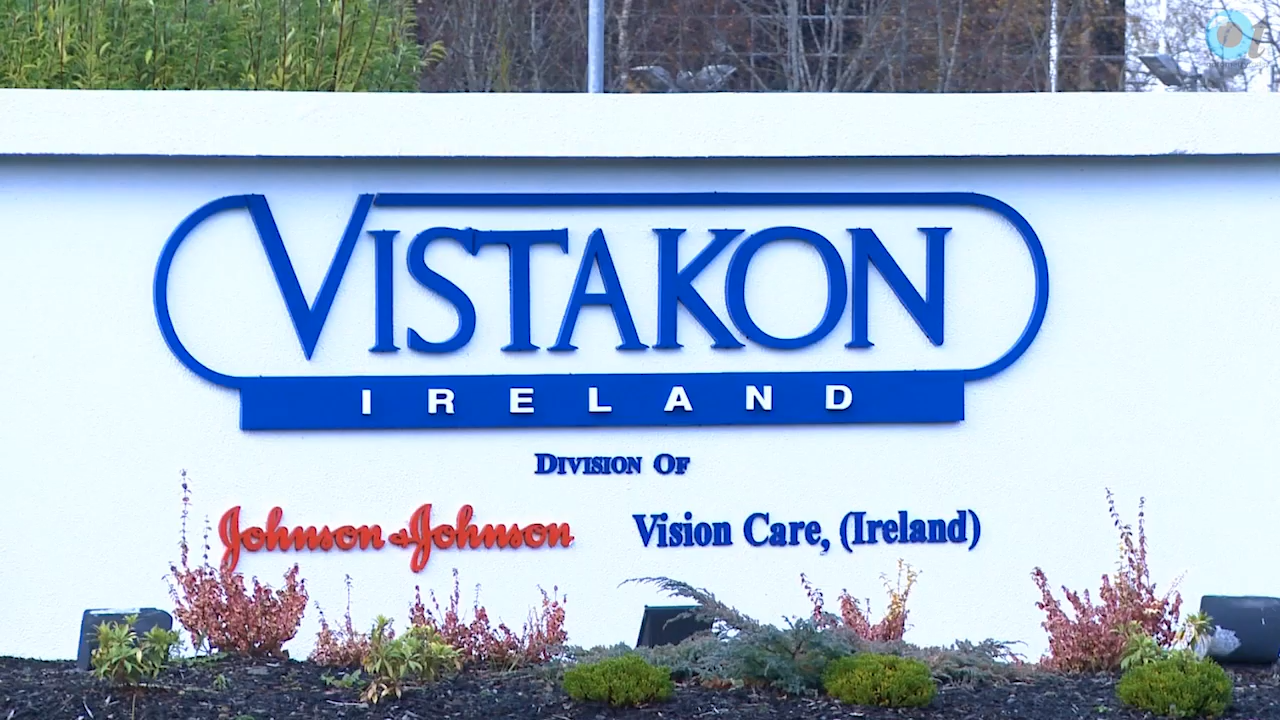 VISTAKON
IRELAND
DIVISION OF
Johnson & Johnson Vision Care, (Ireland)